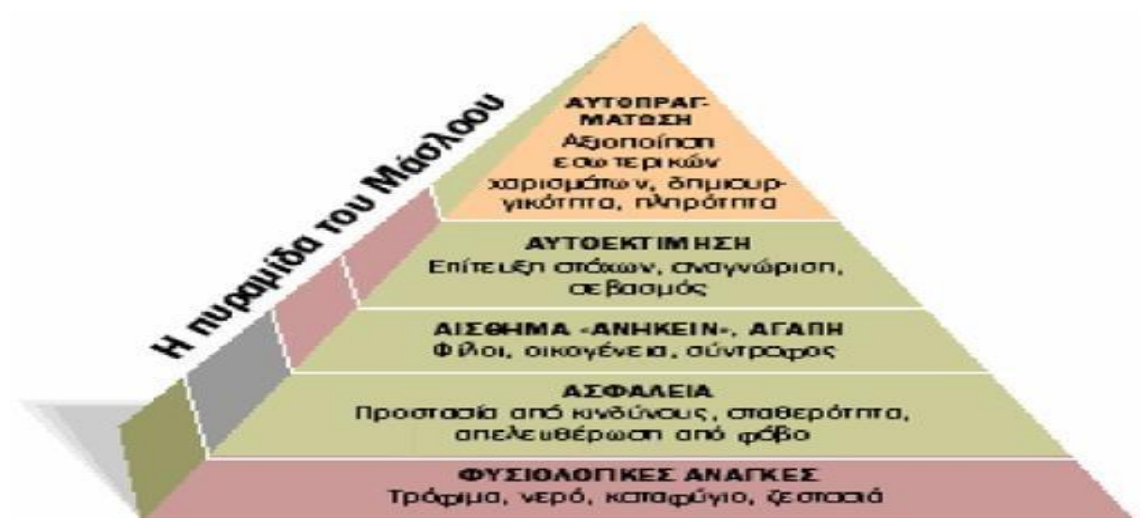 Η πυραμίδα του Μάσλοου
ΑΥΤΟΠΡΑΓ-
ΜΑΤΩΣΗ
Αξιοποίηση
εσωτερικών
χαρισμάτων, δημιουρ-
γικότητα, πληρότητα
ΑΥΤΟΕΚΤΙΜΗΣΗ
Επίτευξη στόχων, αναγνώριση,
σεβασμός
ΑΙΣΘΗΜΑ «ΑΝΗΚΕΙΝ», ΑΓΑΠΗ
Φίλοι, οικογένεια, σύντροφος
ΑΣΦΑΛΕΙΑ
Προστασία από κινδύνους, σταθερότητα,
απελευθέρωση από φόβο
ΦΥΣΙΟΛΟΓΙΚΕΣ ΑΝΑΓΚΕΣ
Τρόφιμα, νερό, καταφύγιο, ζεστασιά